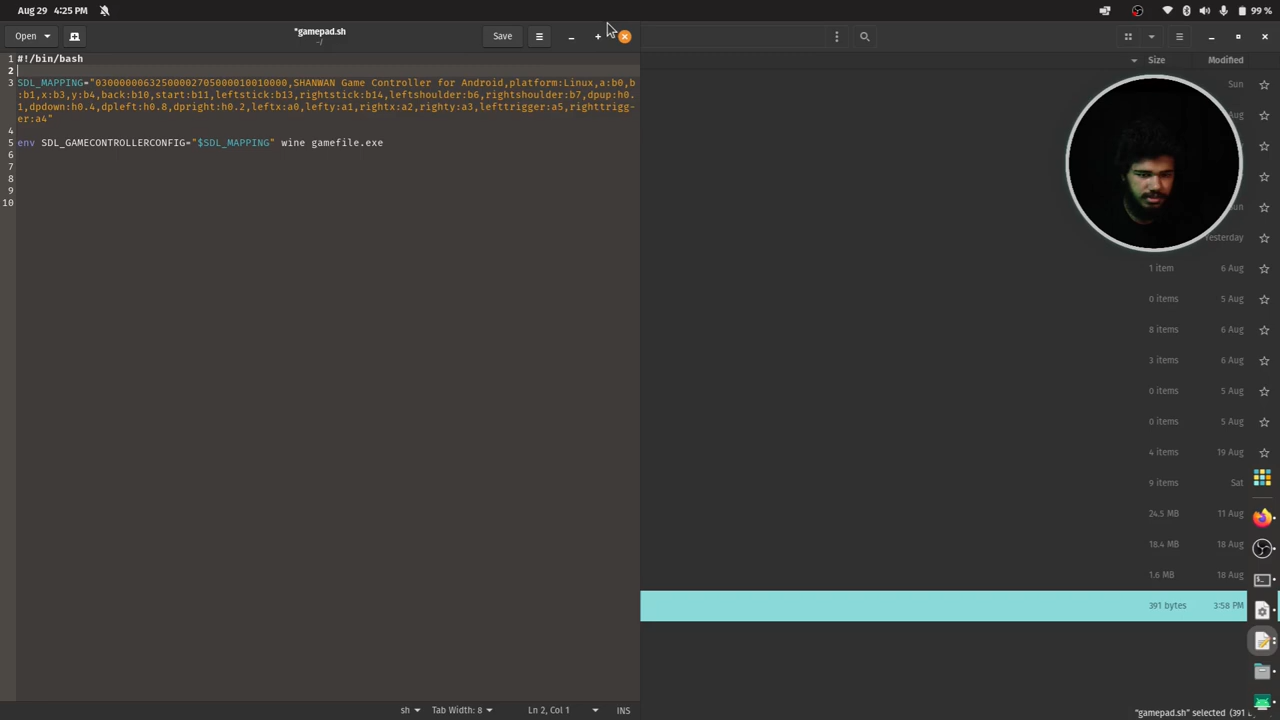 Aug 29 4:25 PM
99 %
Open
*gamepad.sh
~/
Save
1 #!/bin/bash
2
3 SDL_MAPPING="03000000632500002705000010010000,SHANWAN Game Controller for Android,platform:Linux,a:b0,b
:b1,x:b3,y:b4,back:b10,start:b11,leftstick:b13,rightstick:b14,leftshoulder:b6,rightshoulder:b7,dpup:h0.
1,dpdown:h0.4,dpleft:h0.8,dpright:h0.2,leftx:a0,lefty:a1,rightx:a2,righty:a3,lefttrigger:a5,righttrigg-
er:a4"
4
5 env SDL_GAMECONTROLLERCONFIG="$SDL_MAPPING" wine gamefile.exe
6
7
8
9
10
Size Modified
Sun
Aug
Aug
Aug
Yesterday
1 item 6 Aug
0 items 5 Aug
8 items 6 Aug
3 items 6 Aug
0 items 5 Aug
0 items 5 Aug
4 items 19 Aug
9 items Sat
24.5 MB 11 Aug
18.4 MB 18 Aug
1.6 MB 18 Aug
391 bytes 3:58 PM
sh Tab Width: 8 Ln 2, Col 1 INS
"gamepad.sh" selected (391